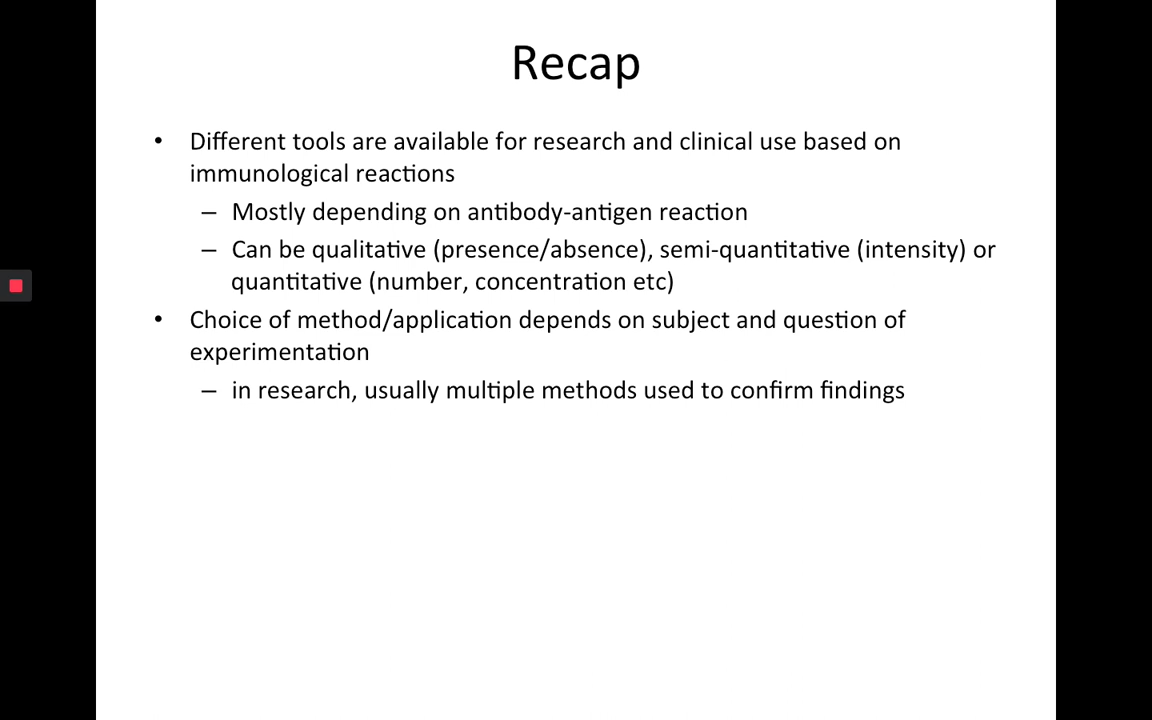 Recap
• Different tools are available for research and clinical use based on
immunological reactions
– Mostly depending on antibody-antigen reaction
– Can be qualitative (presence/absence), semi-quantitative (intensity) or
quantitative (number, concentration etc)
• Choice of method/application depends on subject and question of
experimentation
– in research, usually multiple methods used to confirm findings